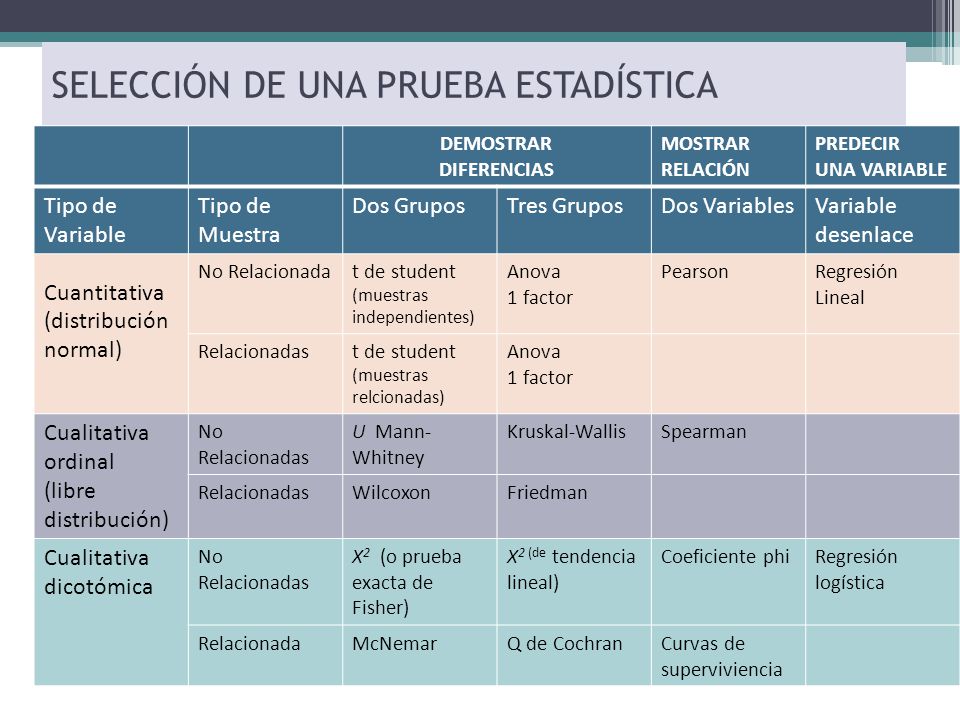 SELECCIÓN DE UNA PRUEBA ESTADÍSTICA
DEMOSTRAR
DIFERENCIAS
MOSTRAR
RELACIÓN
PREDECIR
UNA VARIABLE
Tipo de
Variable
Tipo de
Muestra
Dos Grupos
Tres Grupos
Dos Variables
Variable
desenlace
Cuantitativa
(distribución
normal)
No Relacionada
t de student
(muestras
independientes)
Anova
1 factor
Pearson
Regresión
Lineal
Relacionadas
t de student
(muestras
relcionadas)
Anova
1 factor
Cualitativa
ordinal
(libre
distribución)
No
Relacionadas
U Mann-
Whitney
Kruskal-Wallis
Spearman
Relacionadas
Wilcoxon
Friedman
Cualitativa
dicotómica
No
Relacionadas
X² (o prueba
exacta de
Fisher)
X² (de tendencia
lineal)
Coeficiente phi
Regresión
logística
Relacionada
McNemar
Q de Cochran
Curvas de
superviviencia